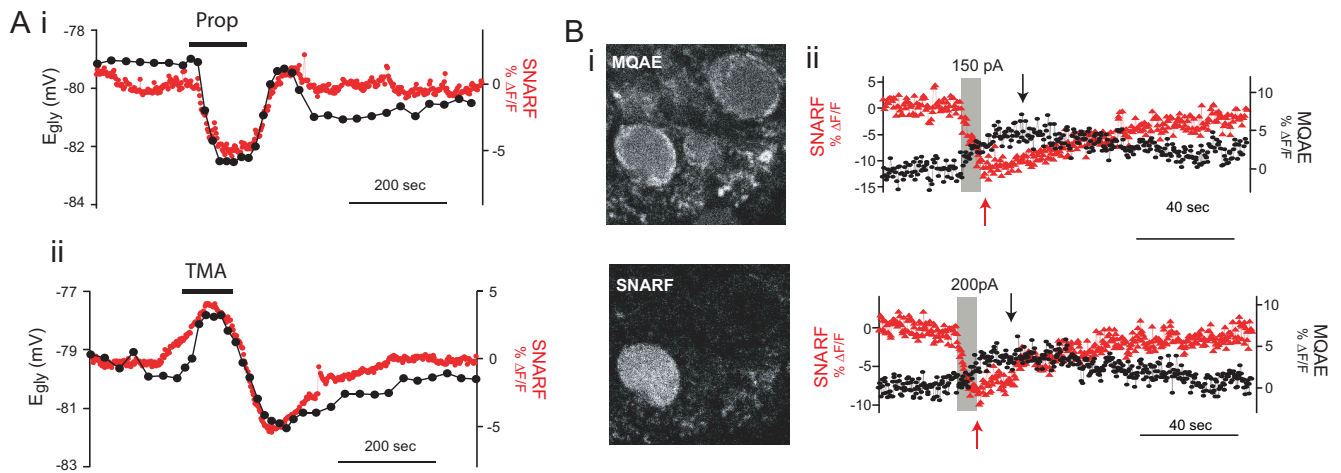 A i
Prop
-78
-80
-82
-84
Egly (mV)
0
-5
SNARF
% ΔF/F
200 sec
ii
TMA
-77
-79
-81
-83
Egly (mV)
5
0
-5
SNARF
% ΔF/F
200 sec
B
i
MQAE
SNARF
ii
150 pA
5
0
-5
-10
-15
SNARF
% ΔF/F
10
5
0
MQAE
% ΔF/F
40 sec
200pA
0
-5
-10
SNARF
% ΔF/F
10
5
0
MQAE
% ΔF/F
40 sec